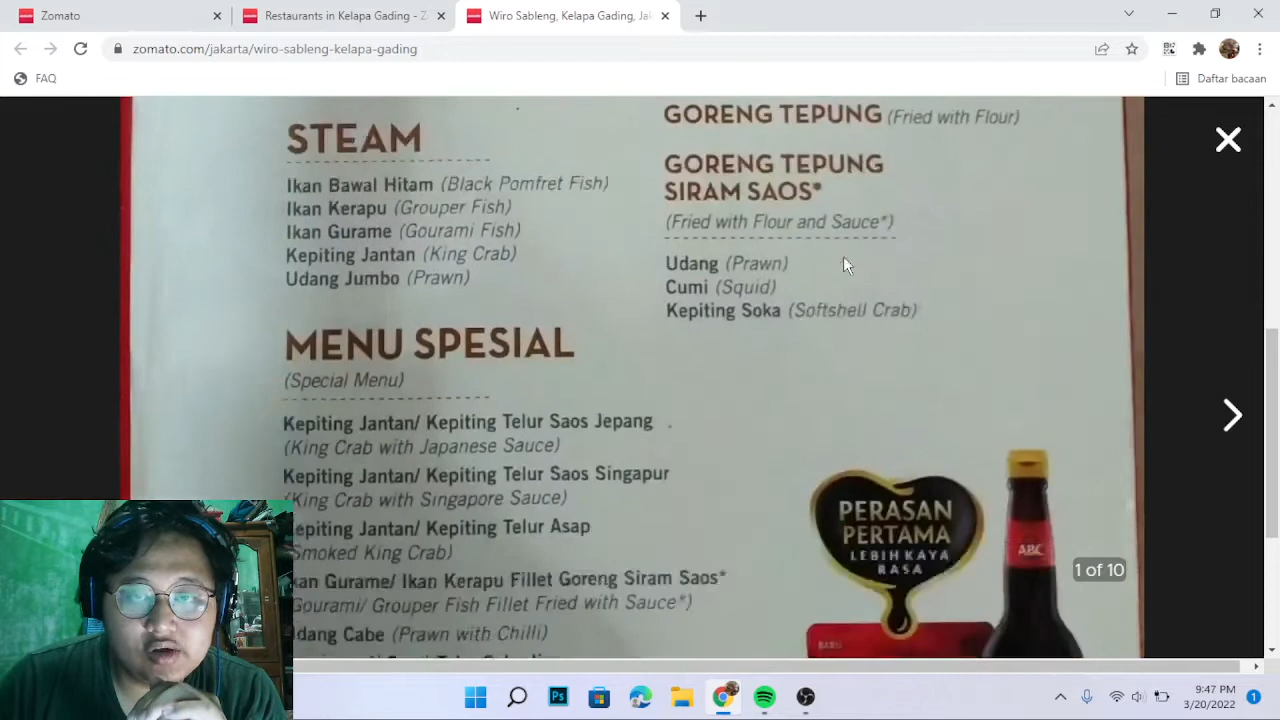 Zomato
Restaurants in Kelapa Gading - Z
Wiro Sableng, Kelapa Gading, Jak
zomato.com/jakarta/wiro-sableng-kelapa-gading
FAQ
Daftar bacaan
STEAM
Ikan Bawal Hitam (Black Pomfret Fish)
Ikan Kerapu (Grouper Fish)
Ikan Gurame (Gourami Fish)
Kepiting Jantan (King Crab)
Udang Jumbo (Prawn)
MENU SPESIAL
(Special Menu)
Kepiting Jantan/ Kepiting Telur Saos Jepang
(King Crab with Japanese Sauce)
Kepiting Jantan/ Kepiting Telur Saos Singapur
(King Crab with Singapore Sauce)
epiting Jantan/ Kepiting Telur Asap
Smoked King Crab)
kan Gurame/ Ikan Kerapu Fillet Goreng Siram Saos*
Gourami/ Grouper Fish Fillet Fried with Sauce*)
dang Cabe (Prawn with Chilli)
GORENG TEPUNG (Fried with Flour)
GORENG TEPUNG
SIRAM SAOS*
(Fried with Flour and Sauce*)
Udang (Prawn)
Cumi (Squid)
Kepiting Soka (Softshell Crab)
PERASAN
PERTAMA
LEBIH KAYA
RASA
ABC
BARU
1 of 10
9:47 PM
3/20/2022
1